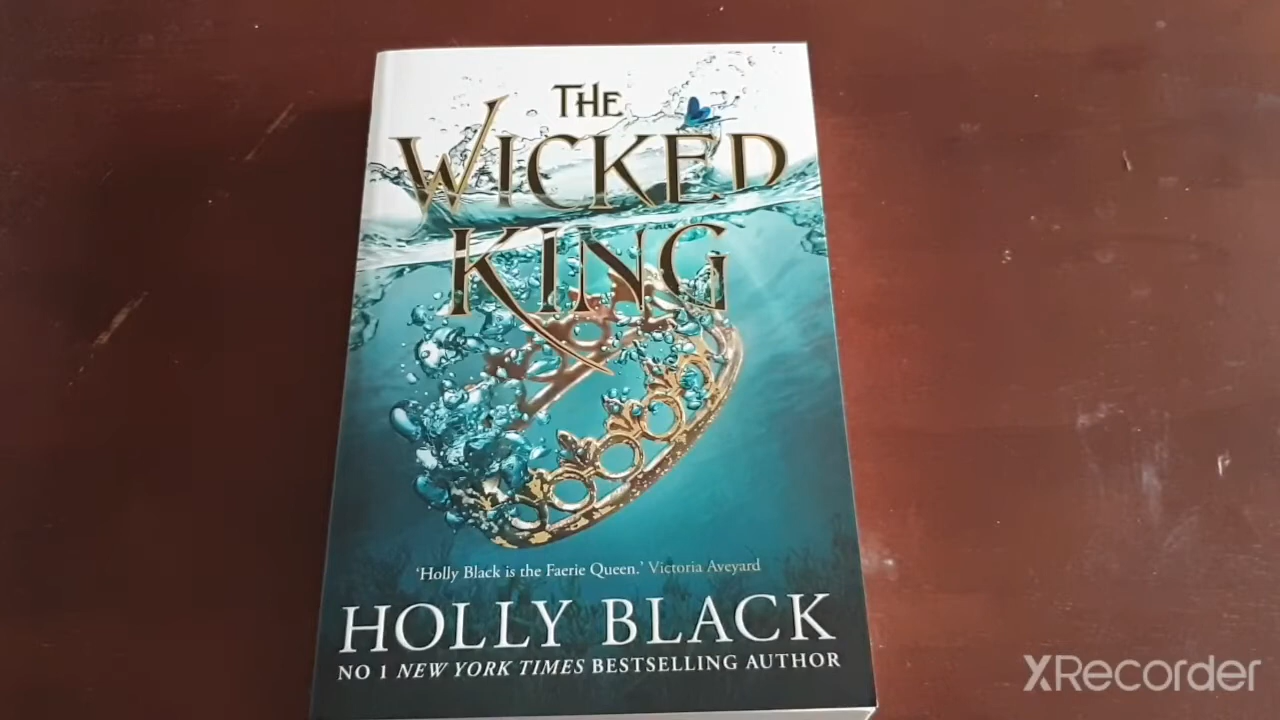 THE
WICKED
KING
‘Holly Black is the Faerie Queen.’ Victoria Aveyard
HOLLY BLACK
NO 1 NEW YORK TIMES BESTSELLING AUTHOR
XRecorder